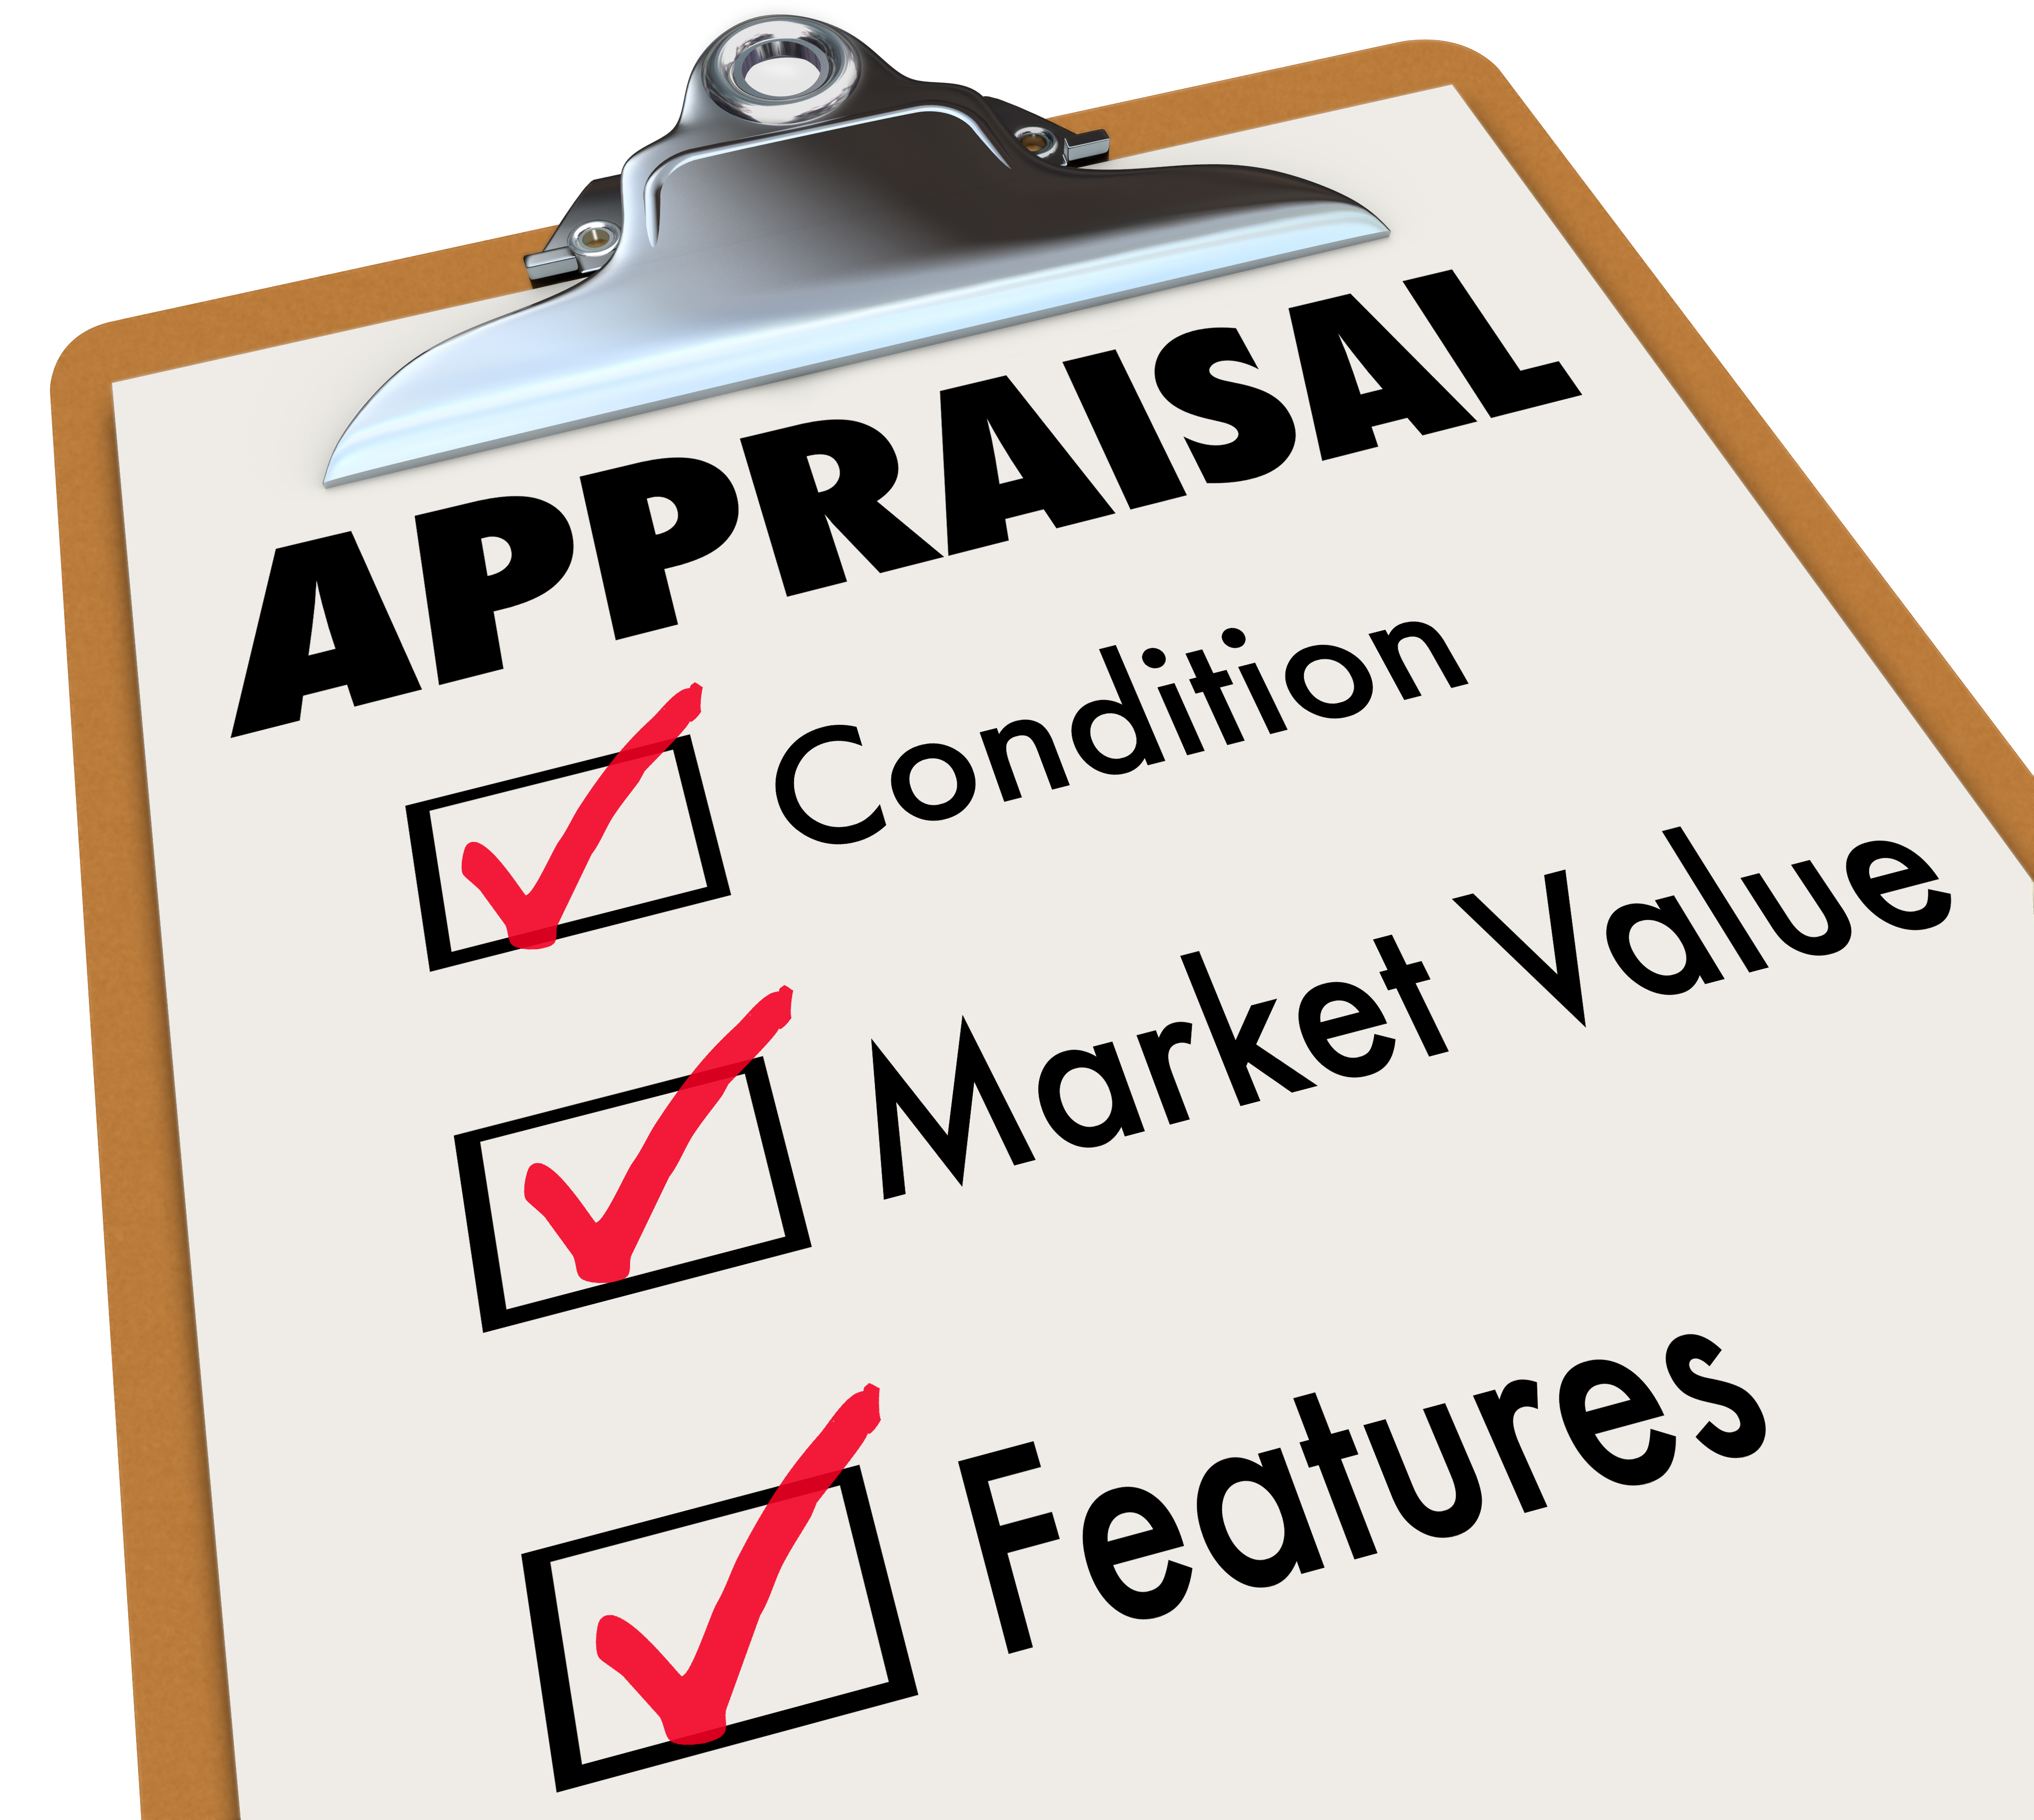 APPRAISAL
Condition
Market Value
Features